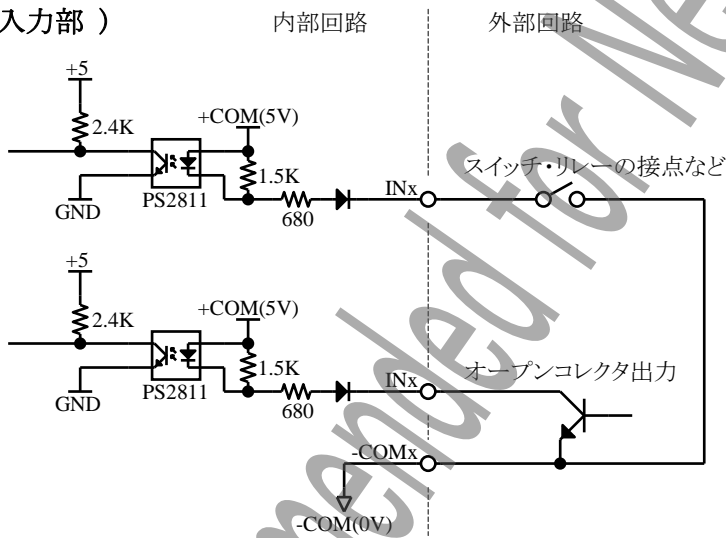 入力部 )
内部回路
外部回路
+5
2.4K
+COM(5V)
1.5K
スイッチ・リレーの接点など
INx
GND
PS2811
680
+5
2.4K
+COM(5V)
1.5K
オープンコレクタ出力
INx
GND
PS2811
680
-COMx
-COM(0V)
mended for Ne